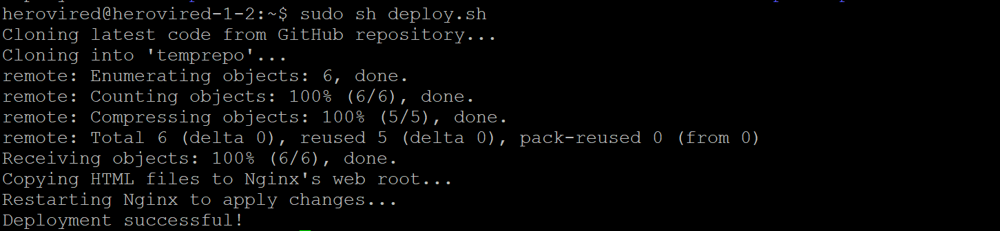 herovired@herovired-1-2:~$ sudo sh deploy.sh
Cloning latest code from GitHub repository...
Cloning into 'temprepo'...
remote: Enumerating objects: 6, done.
remote: Counting objects: 100% (6/6), done.
remote: Compressing objects: 100% (5/5), done.
remote: Total 6 (delta 0), reused 5 (delta 0), pack-reused 0 (from 0)
Receiving objects: 100% (6/6), done.
Copying HTML files to Nginx's web root...
Restarting Nginx to apply changes...
Deployment successful!